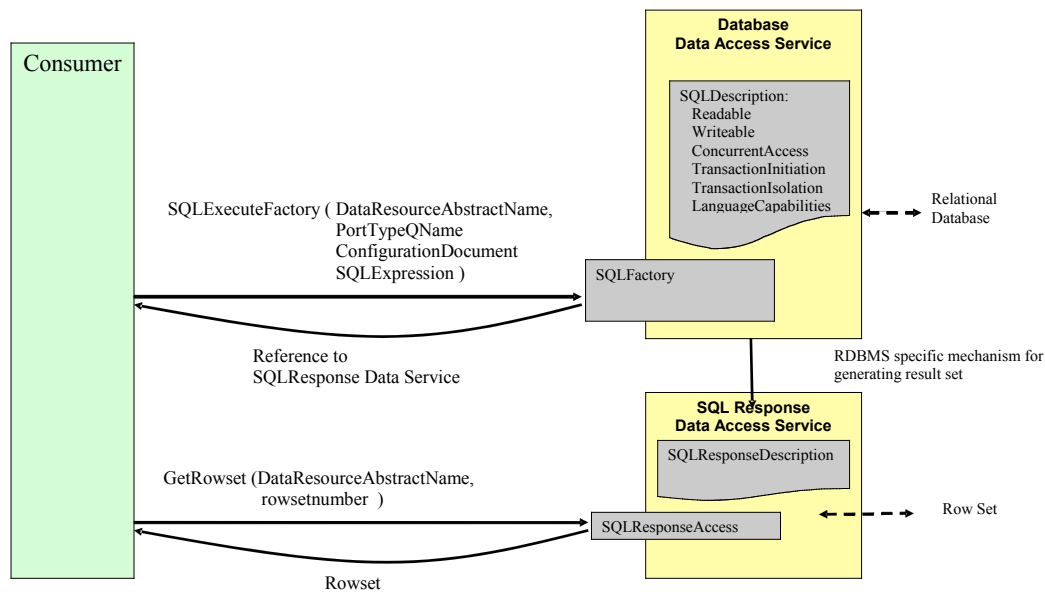 Consumer
Database
Data Access Service
SQLDescription:
Readable
Writeable
ConcurrentAccess
TransactionInitiation
TransactionIsolation
LanguageCapabilities
Relational
Database
SQLExecuteFactory ( DataResourceAbstractName,
PortTypeQName
ConfigurationDocument
SQLExpression )
SQLFactory
Reference to
SQLResponse Data Service
RDBMS specific mechanism for
generating result set
SQL Response
Data Access Service
SQLResponseDescription
GetRowset (DataResourceAbstractName,
rowsetnumber )
SQLResponseAccess
Row Set
Rowset